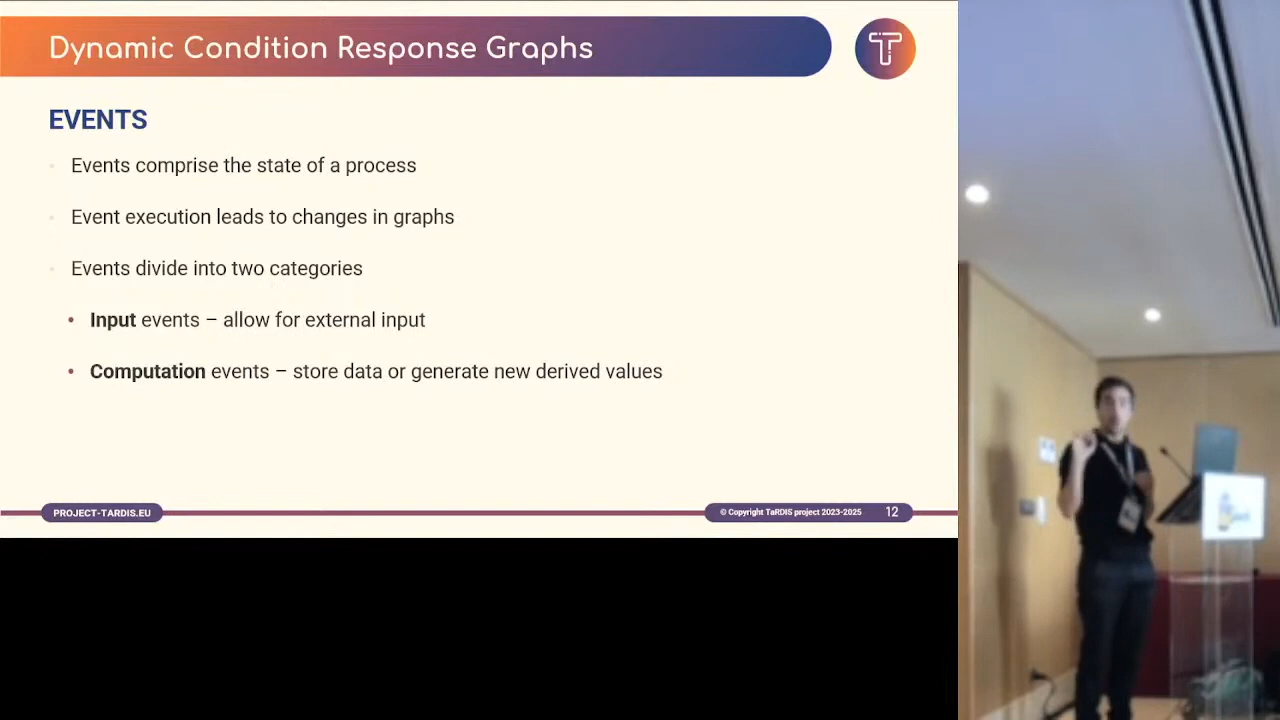 Dynamic Condition Response Graphs
T
EVENTS
Events comprise the state of a process
Event execution leads to changes in graphs
Events divide into two categories
Input events – allow for external input
Computation events – store data or generate new derived values
PROJECT-TARDIS.EU
© Copyright TaRDIS project 2023-2025
12